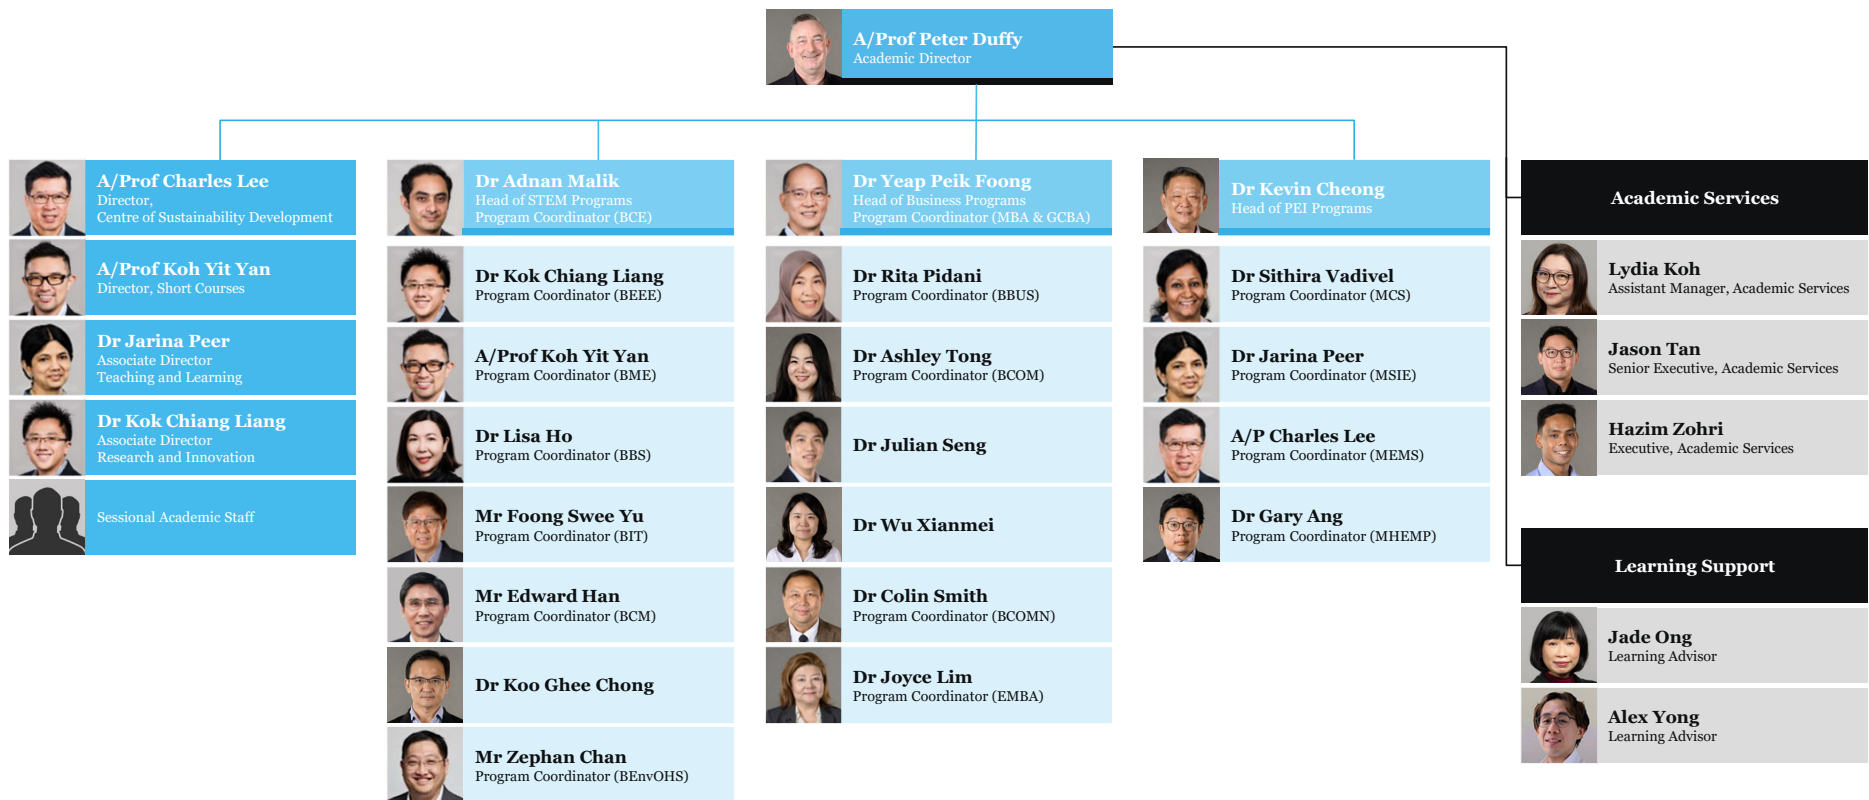 A/Prof Peter Duffy
Academic Director
A/Prof Charles Lee
Director,
Centre of Sustainability Development
A/Prof Koh Yit Yan
Director, Short Courses
Dr Jarina Peer
Associate Director
Teaching and Learning
Dr Kok Chiang Liang
Associate Director
Research and Innovation
Sessional Academic Staff
Dr Adnan Malik
Head of STEM Programs
Program Coordinator (BCE)
Dr Kok Chiang Liang
Program Coordinator (BEEE)
A/Prof Koh Yit Yan
Program Coordinator (BME)
Dr Lisa Ho
Program Coordinator (BBS)
Mr Foong Swee Yu
Program Coordinator (BIT)
Mr Edward Han
Program Coordinator (BCM)
Dr Koo Ghee Chong
Mr Zephan Chan
Program Coordinator (BEnvOHS)
Dr Yeap Peik Foong
Head of Business Programs
Program Coordinator (MBA & GCBA)
Dr Rita Pidani
Program Coordinator (BBUS)
Dr Ashley Tong
Program Coordinator (BCOM)
Dr Julian Seng
Dr Wu Xianmei
Dr Colin Smith
Program Coordinator (BCOMN)
Dr Joyce Lim
Program Coordinator (EMBA)
Dr Kevin Cheong
Head of PEI Programs
Dr Sithira Vadivel
Program Coordinator (MCS)
Dr Jarina Peer
Program Coordinator (MSIE)
A/P Charles Lee
Program Coordinator (MEMS)
Dr Gary Ang
Program Coordinator (MHEMP)
Academic Services
Lydia Koh
Assistant Manager, Academic Services
Jason Tan
Senior Executive, Academic Services
Hazim Zohri
Executive, Academic Services
Learning Support
Jade Ong
Learning Advisor
Alex Yong
Learning Advisor